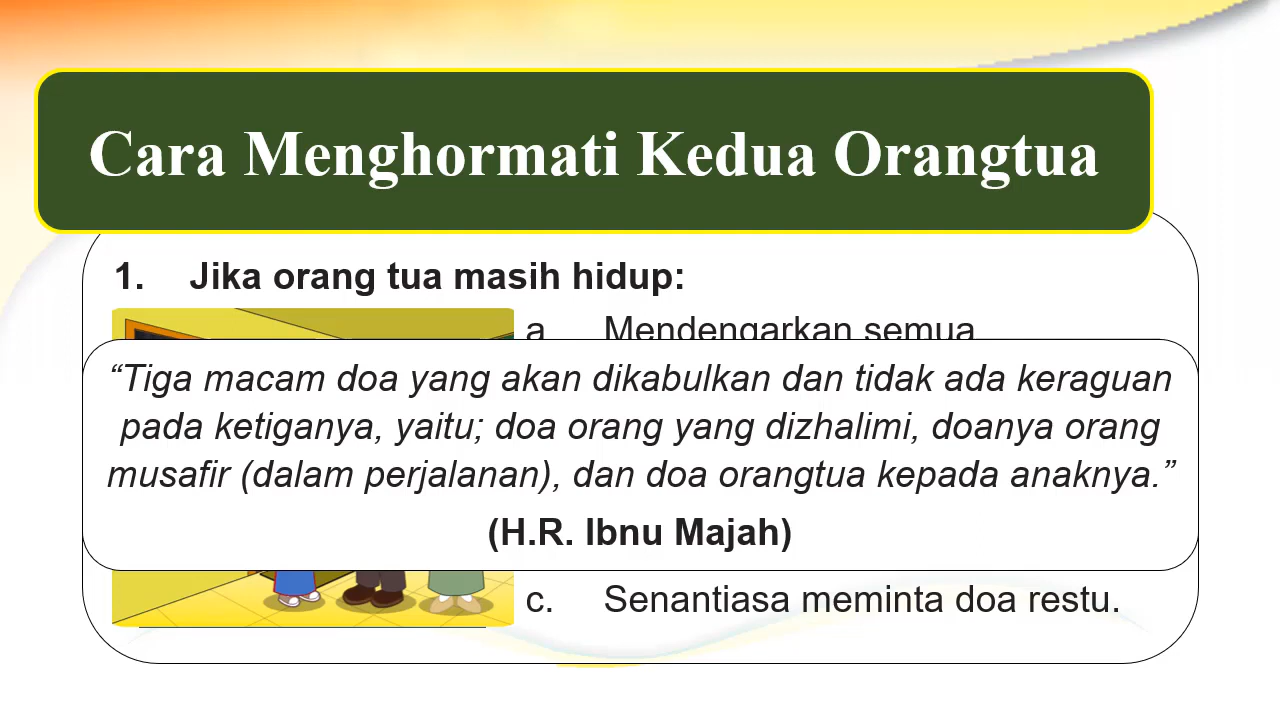 Cara Menghormati Kedua Orangtua
1. Jika orang tua masih hidup:
a Mendengarkan semua
“Tiga macam doa yang akan dikabulkan dan tidak ada keraguan
pada ketiganya, yaitu; doa orang yang dizhalimi, doanya orang
musafir (dalam perjalanan), dan doa orangtua kepada anaknya.”
(H.R. Ibnu Majah)
c. Senantiasa meminta doa restu.